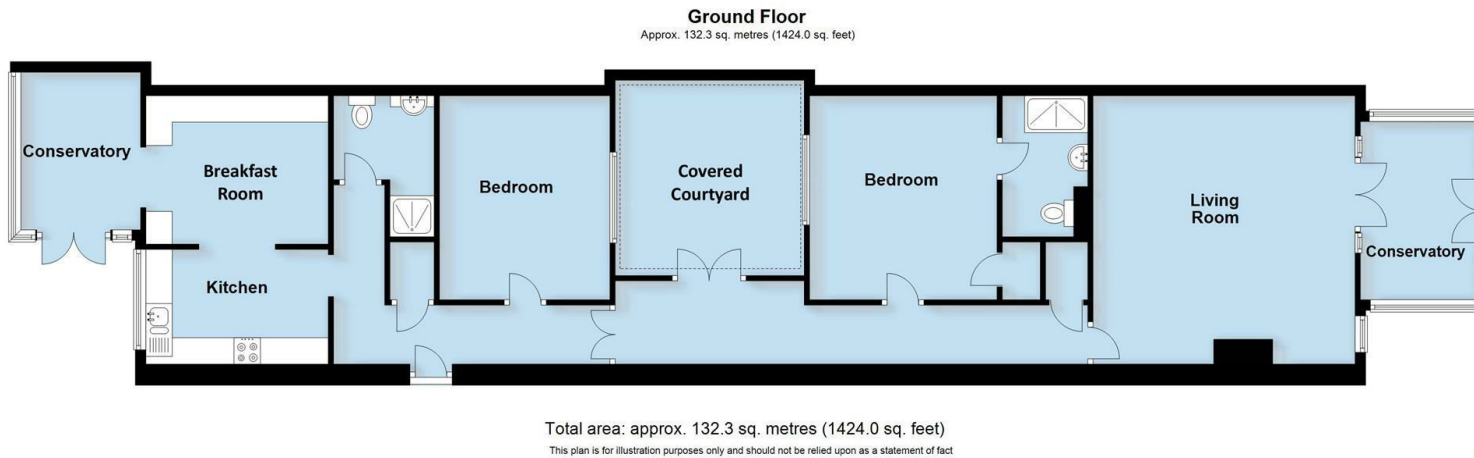 Ground Floor
Approx. 132.3 sq. metres (1424.0 sq. feet)
Conservatory
Breakfast
Room
Kitchen
Bedroom
Covered
Courtyard
Bedroom
Living
Room
Conservatory
Total area: approx. 132.3 sq. metres (1424.0 sq. feet)
This plan is for illustration purposes only and should not be relied upon as a statement of fact